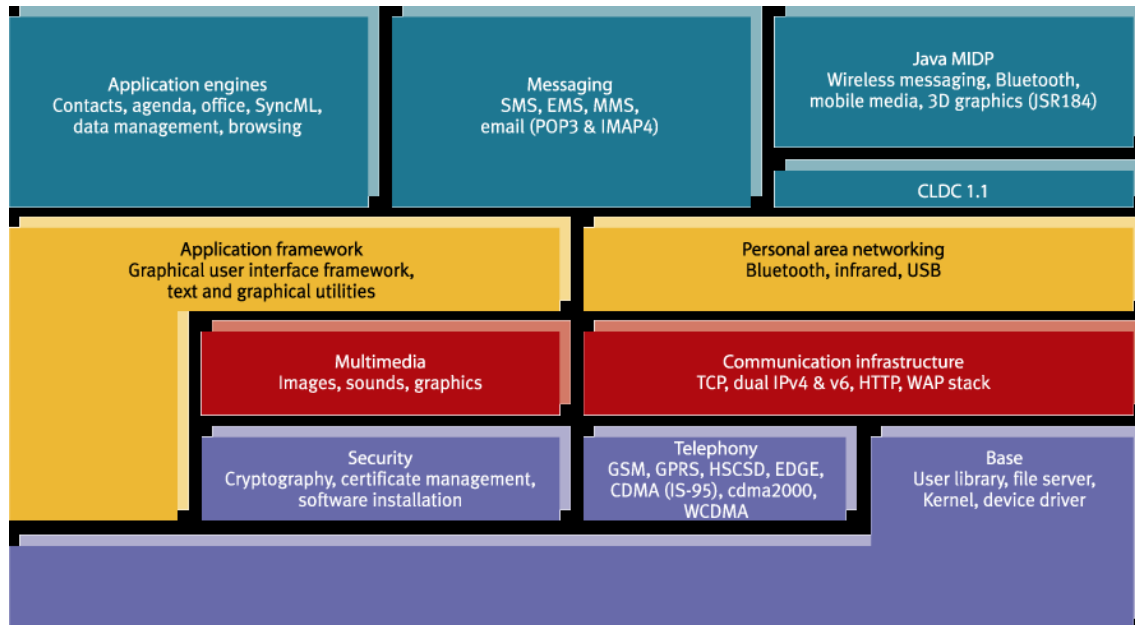 Application engines
Contacts, agenda, office, SyncML,
data management, browsing
Messaging
SMS, EMS, MMS,
email (POP3 & IMAP4)
Java MIDP
Wireless messaging, Bluetooth,
mobile media, 3D graphics (JSR184)
CLDC 1.1
Application framework
Graphical user interface framework,
text and graphical utilities
Personal area networking
Bluetooth, infrared, USB
Multimedia
Images, sounds, graphics
Communication infrastructure
TCP, dual IPv4 & v6, HTTP, WAP stack
Security
Cryptography, certificate management,
software installation
Telephony
GSM, GPRS, HSCSD, EDGE,
CDMA (IS-95), cdma2000,
WCDMA
Base
User library, file server,
Kernel, device driver